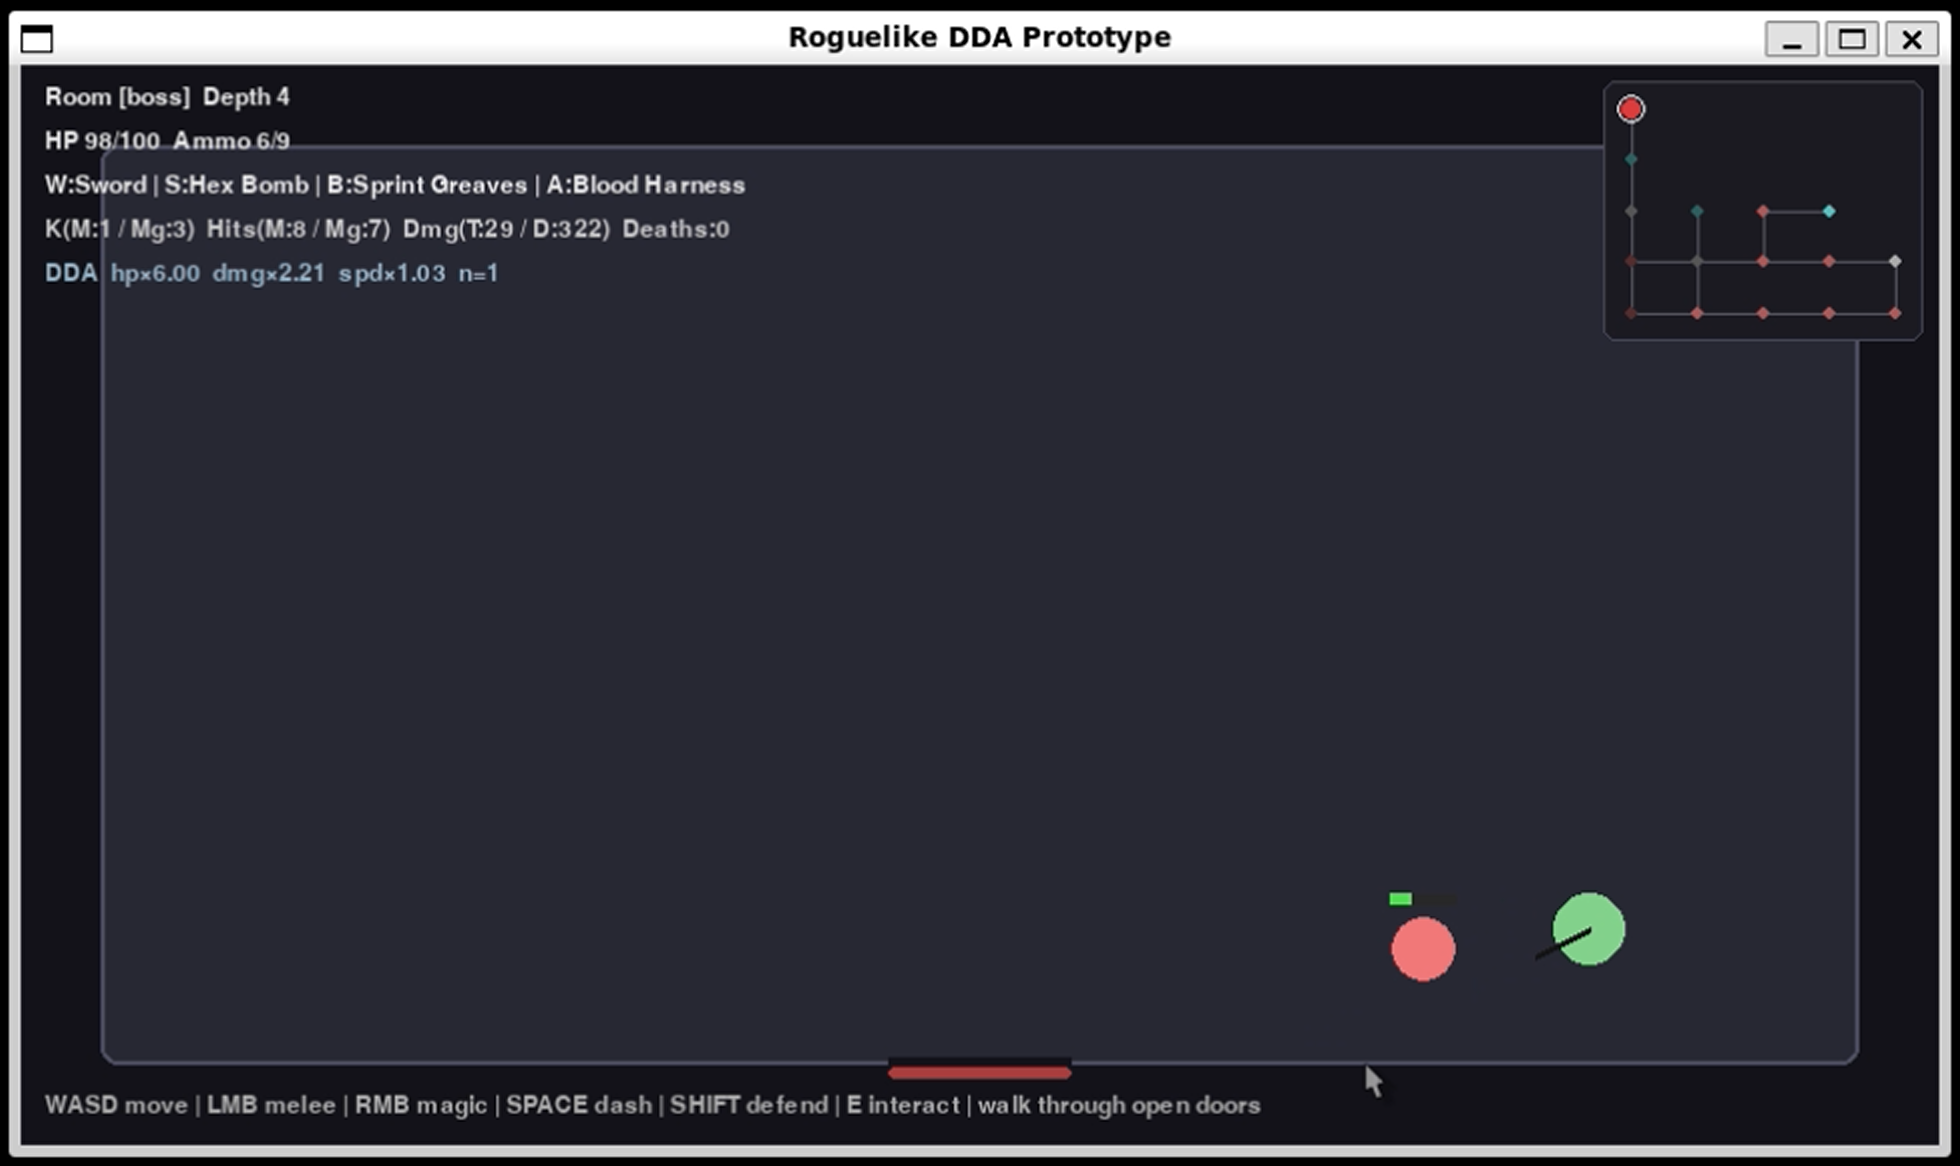 Roguelike DDA Prototype
Room [boss] Depth 4
HP 98/100 Ammo 6/9
W:Sword | S:Hex Bomb | B:Sprint Greaves | A:Blood Harness
K(M:1 / Mg:3) Hits(M:8 / Mg:7) Dmg(T:29 / D:322) Deaths:0
DDA hp×6.00 dmg×2.21 spd×1.03 n=1
WASD move | LMB melee | RMB magic | SPACE dash | SHIFT defend | E interact | walk through open doors